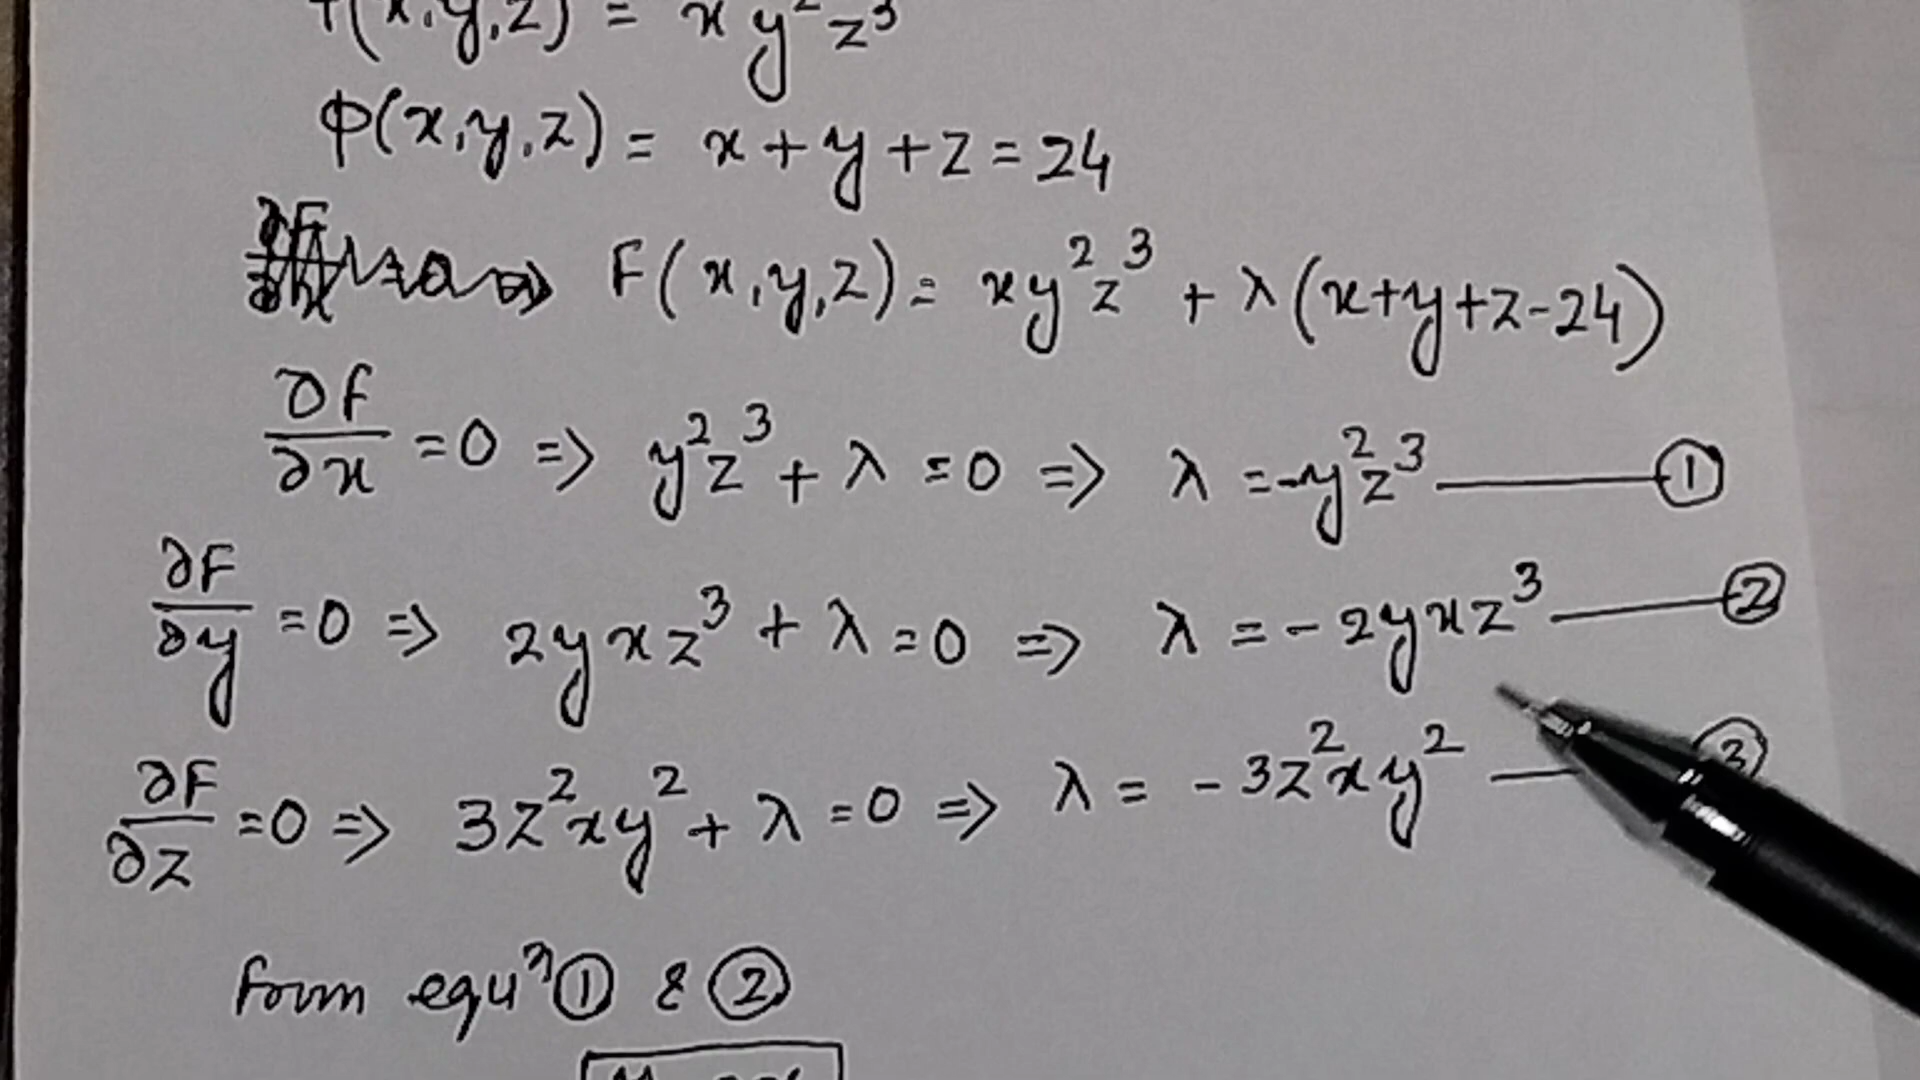 f(x,y,z) = xy²z³
φ(x,y,z) = x+y+z=24
F(x,y,z) = xy²z³ + λ(x+y+z-24)
∂F/∂x =0 => y²z³ + λ =0 => λ =-y²z³ —— ①
∂F/∂y =0 => 2yxz³ + λ =0 => λ =-2yxz³ —— ②
∂F/∂z =0 => 3z²xy² + λ =0 => λ = -3z²xy² —— ③
from equⁿ ① & ②